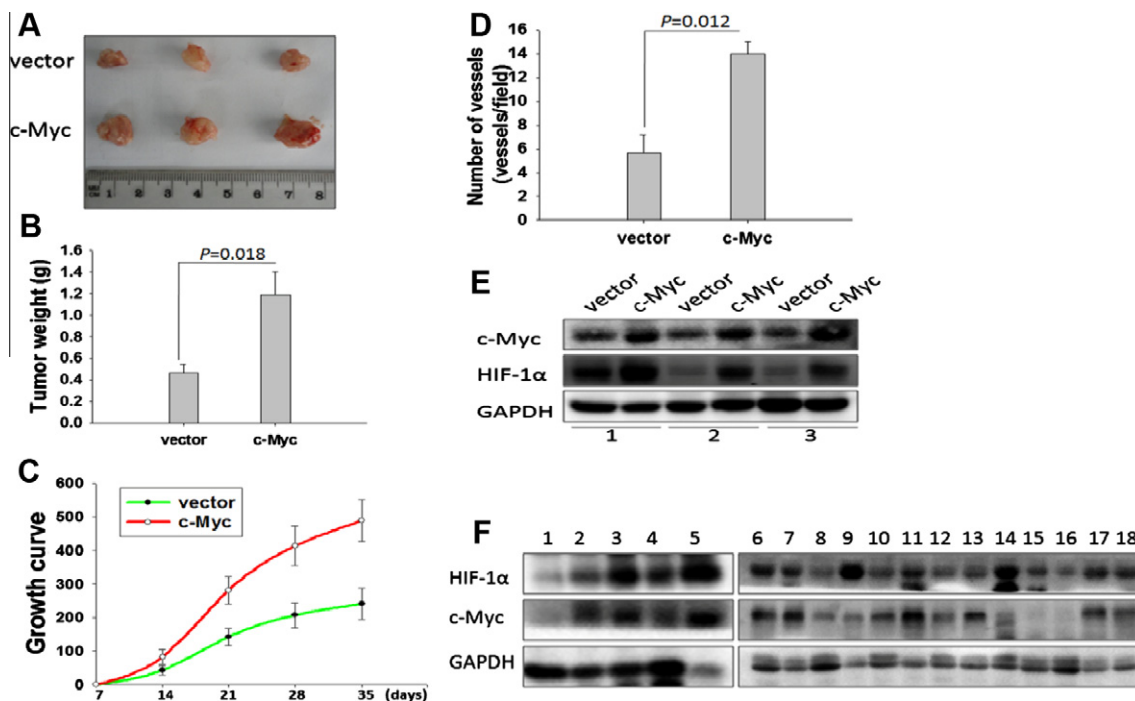 A
vector
c-Myc
1 2 3 4 5 6 7 8
B
Tumor weight (g)
1.6
1.4
1.2
1.0
0.8
0.6
0.4
0.2
0.0
P=0.018
vector c-Myc
C
Growth curve
600
500
400
300
200
100
0
vector
c-Myc
7 14 21 28 35 (days)
D
Number of vessels
(vessels/field)
16
14
12
10
8
6
4
2
0
P=0.012
vector c-Myc
E
vector c-Myc vector c-Myc vector c-Myc
c-Myc
HIF-1α
GAPDH
1 2 3
F
1 2 3 4 5 6 7 8 9 10 11 12 13 14 15 16 17 18
HIF-1α
c-Myc
GAPDH